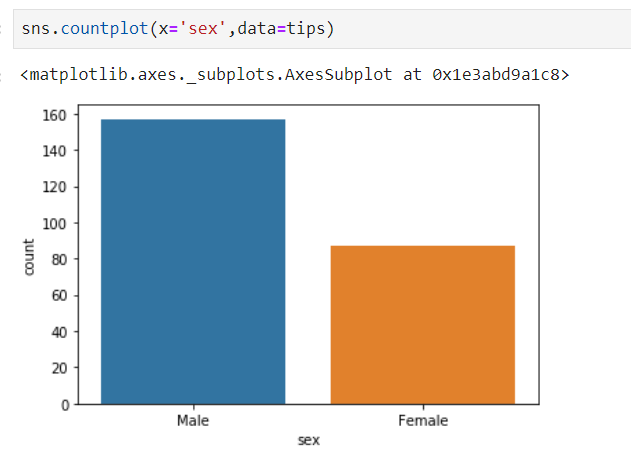 sns.countplot(x='sex',data=tips)
<matplotlib.axes._subplots.AxesSubplot at 0x1e3abd9a1c8>
160
140
120
100
80
60
40
20
0
count
Male Female
sex